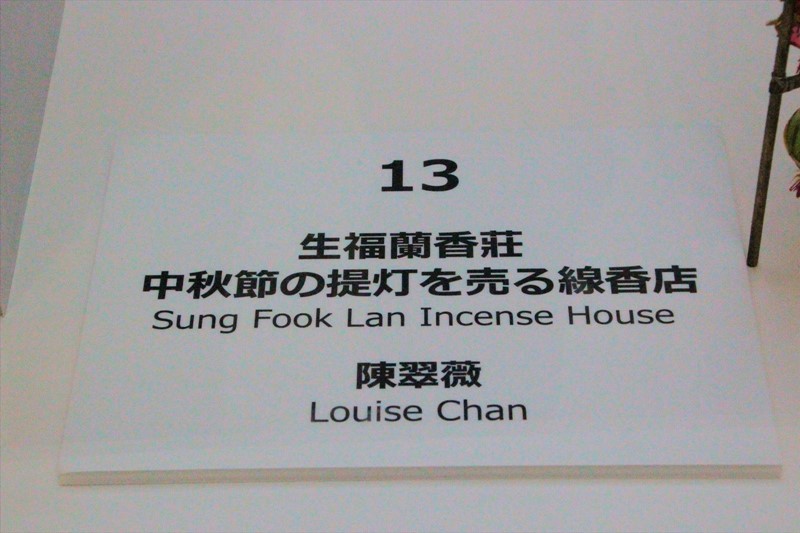 13
生福蘭香莊
中秋節の提灯を売る線香店
Sung Fook Lan Incense House
陳翠薇
Louise Chan